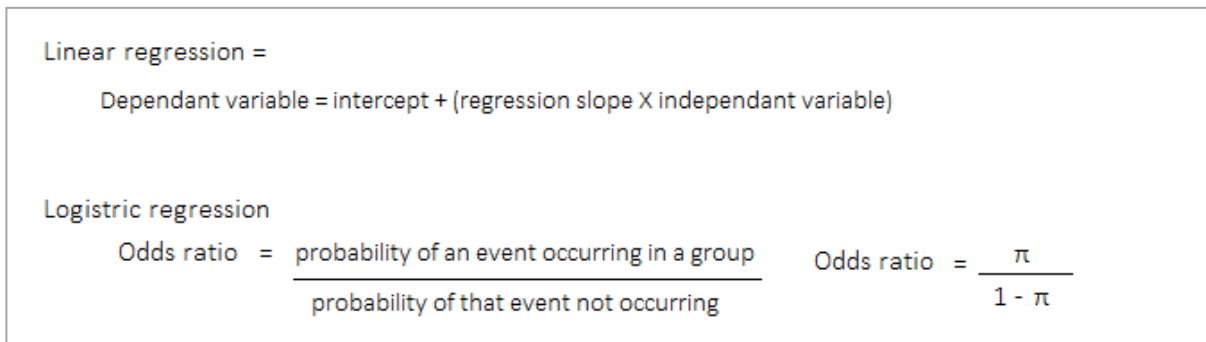 Linear regression =
Dependant variable = intercept + (regression slope X independant variable)
Logistric regression
Odds ratio = probability of an event occurring in a group
probability of that event not occurring
Odds ratio = π
1 - π